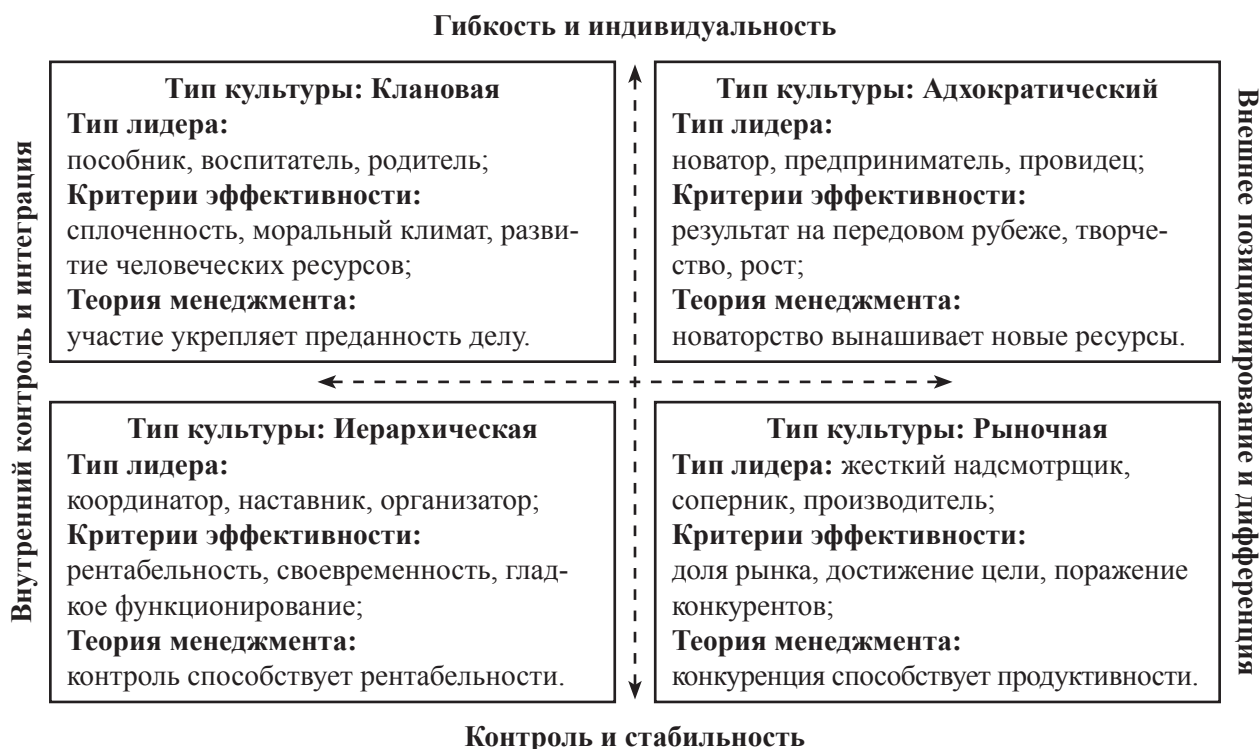 Гибкость и индивидуальность
Внутренний контроль и интеграция
Тип культуры: Клановая
Тип лидера:
пособник, воспитатель, родитель;
Критерии эффективности:
сплоченность, моральный климат, разви-
тие человеческих ресурсов;
Теория менеджмента:
участие укрепляет преданность делу.
Тип культуры: Адхократический
Тип лидера:
новатор, предприниматель, провидец;
Критерии эффективности:
результат на передовом рубеже, творче-
ство, рост;
Теория менеджмента:
новаторство вынашивает новые ресурсы.
Тип культуры: Иерархическая
Тип лидера:
координатор, наставник, организатор;
Критерии эффективности:
рентабельность, своевременность, глад-
кое функционирование;
Теория менеджмента:
контроль способствует рентабельности.
Тип культуры: Рыночная
Тип лидера: жесткий надсмотрщик,
соперник, производитель;
Критерии эффективности:
доля рынка, достижение цели, поражение
конкурентов;
Теория менеджмента:
конкуренция способствует продуктивности.
Внешнее позиционирование и дифференция
Контроль и стабильность